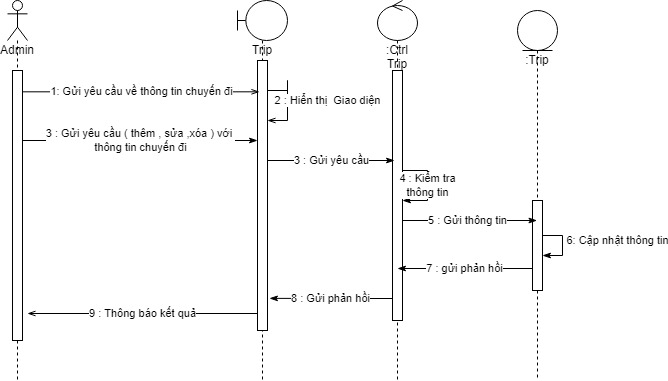 Admin
Trip
:Ctrl
Trip
:Trip
1: Gửi yêu cầu về thông tin chuyến đi
2 : Hiển thị Giao diện
3 : Gửi yêu cầu ( thêm , sửa ,xóa ) với
thông tin chuyến đi
3 : Gửi yêu cầu
4 : Kiểm tra
thông tin
5 : Gửi thông tin
6: Cập nhật thông tin
7 : gửi phản hồi
8 : Gửi phản hồi
9 : Thông báo kết quả